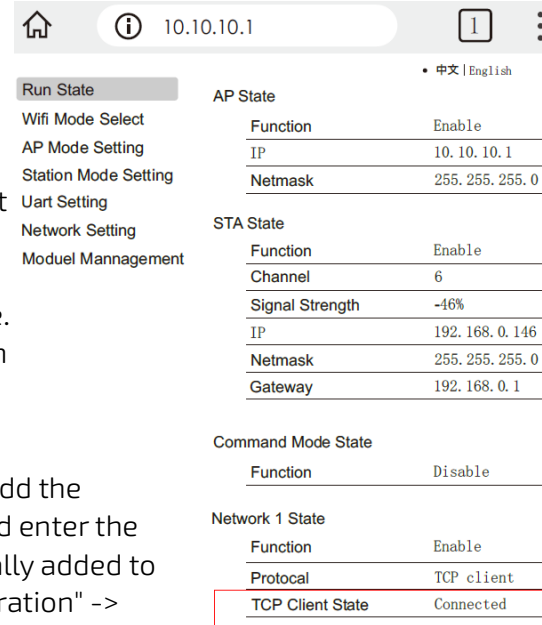 10.10.10.1
1
• 中文 | English
Run State
Wifi Mode Select
AP Mode Setting
Station Mode Setting
Uart Setting
Network Setting
Moduel Mannagement
AP State
Function Enable
IP 10.10.10.1
Netmask 255.255.255.0
STA State
Function Enable
Channel 6
Signal Strength -46%
IP 192.168.0.146
Netmask 255.255.255.0
Gateway 192.168.0.1
Command Mode State
Function Disable
Network 1 State
Function Enable
Protocal TCP client
TCP Client State Connected
dd the
d enter the
lly added to
ration" ->